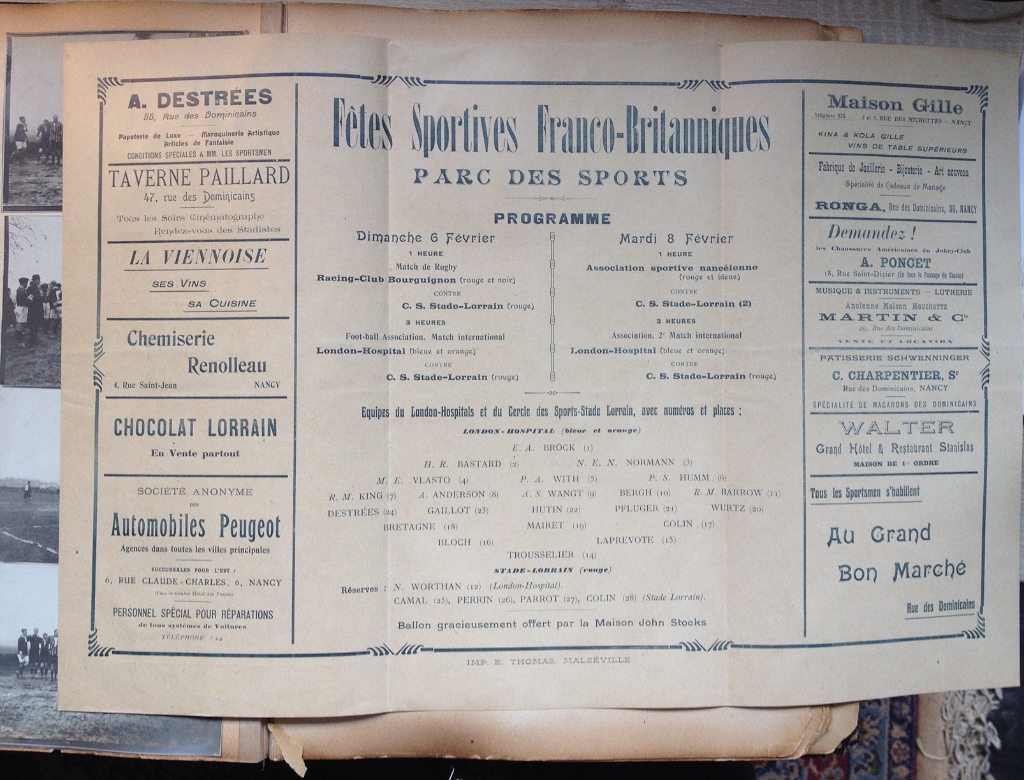 A. DESTRÉES
55, Rue des Dominicains
Papeterie de Luxe - Maroquinerie Artistique
Articles de Fantaisie
CONDITIONS SPÉCIALES A MM. LES SPORTSMEN
TAVERNE PAILLARD
47, rue des Dominicains
Tous les Soirs Cinématographe
Rendez-vous des Stadistes
LA VIENNOISE
SES VINS
SA CUISINE
Chemiserie
Renolleau
4, Rue Saint-Jean NANCY
CHOCOLAT LORRAIN
En Vente partout
SOCIÉTÉ ANONYME
DES
Automobiles Peugeot
Agences dans toutes les villes principales
SUCCURSALES POUR L'EST :
6, RUE CLAUDE-CHARLES, 6, NANCY
(Face le nouvel Hôtel des Postes)
PERSONNEL SPÉCIAL POUR RÉPARATIONS
de tous systèmes de Voitures
TÉLÉPHONE 44
Fêtes Sportives Franco-Britanniques
PARC DES SPORTS
PROGRAMME
Dimanche 6 Février
1 HEURE
Match de Rugby
Racing-Club Bourguignon (rouge et noir)
CONTRE
C. S. Stade-Lorrain (rouge)
3 HEURES
Foot-ball Association. Match international
London-Hospital (bleue et orange)
CONTRE
C. S. Stade-Lorrain (rouge)
Mardi 8 Février
1 HEURE
Association sportive nancéienne
(rouge et bleue)
CONTRE
C. S. Stade-Lorrain (2)
3 HEURES
Association. 2e Match international
London-Hospital (bleue et orange)
CONTRE
C. S. Stade-Lorrain (rouge)
Equipes du London-Hospitals et du Cercle des Sports-Stade Lorrain, avec numéros et places :
LONDON-HOSPITAL (bleue et orange)
E. A. BROCK (1)
H. R. BASTARD (2) N. E. N. NORMANN (3)
M. E. VLASTO (4) P. A. WITH (5) P. S. HUMM. (6)
R. M. KING (7) A. ANDERSON (8) A. S. WANGT (9) BERGH (10) R. M. BARROW (11)
DESTRÉES (24) GAILLOT (23) HUTIN (22) PFLUGER (21) WURTZ (20)
BRETAGNE (18) MAIRET (19) COLIN (17)
BLOCH (16) LAPREVOTE (15)
TROUSSELIER (14)
STADE-LORRAIN (rouge)
Réserves : N. WORTHAN (12) (London-Hospital).
CAMAL (25), PERRIN (26), PARROT (27), COLIN (28) (Stade Lorrain).
Ballon gracieusement offert par la Maison John Stocks
IMP. E. THOMAS, MALZÉVILLE
Maison Gille
RUE DES MICHOTTES - NANCY
KINA & KOLA GILLE
VINS DE TABLE SUPÉRIEURS
Fabrique de Joaillerie - Bijouterie - Art nouveau
Spécialité de Cadeaux de Mariage
RONGA, Rue des Dominicains, NANCY
Demandez !
les Chaussures Américaines du Jokey-Club
A. PONCET
18, Rue Saint-Dizier
MUSIQUE & INSTRUMENTS - LUTHERIE
Ancienne Maison
MARTIN & Cie
Rue des Dominicains
VENTE ET LOCATION
PATISSERIE SCHWENNINGER
C. CHARPENTIER, Sr
Rue des Dominicains, NANCY
SPÉCIALITÉ DE MACARONS DES DOMINICAINS
WALTER
Grand Hôtel & Restaurant Stanislas
MAISON DE 1er ORDRE
Tous les Sportsmen s'habillent
Au Grand
Bon Marché
Rue des Dominicains